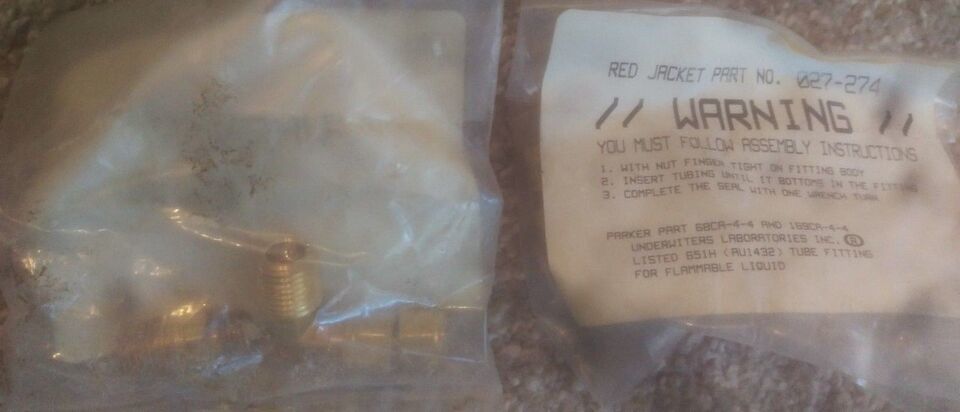 RED JACKET PART NO. 027-274
// WARNING //
YOU MUST FOLLOW ASSEMBLY INSTRUCTIONS
1. WITH NUT FINGER TIGHT ON FITTING BODY
2. INSERT TUBING UNTIL IT BOTTOMS IN THE FITTING
3. COMPLETE THE SEAL WITH ONE WRENCH TURN
PARKER PART 68CA-4-4 AND 169CA-4-4
UNDERWITERS LABORATORIES INC. ®
LISTED 651H (AU1432) TUBE FITTING
FOR FLAMMABLE LIQUID